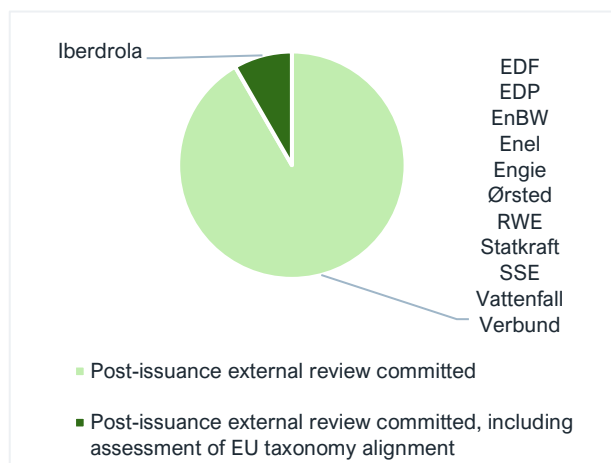 Iberdrola
EDF
EDP
EnBW
Enel
Engie
Ørsted
RWE
Statkraft
SSE
Vattenfall
Verbund
Post-issuance external review committed
Post-issuance external review committed, including
assessment of EU taxonomy alignment